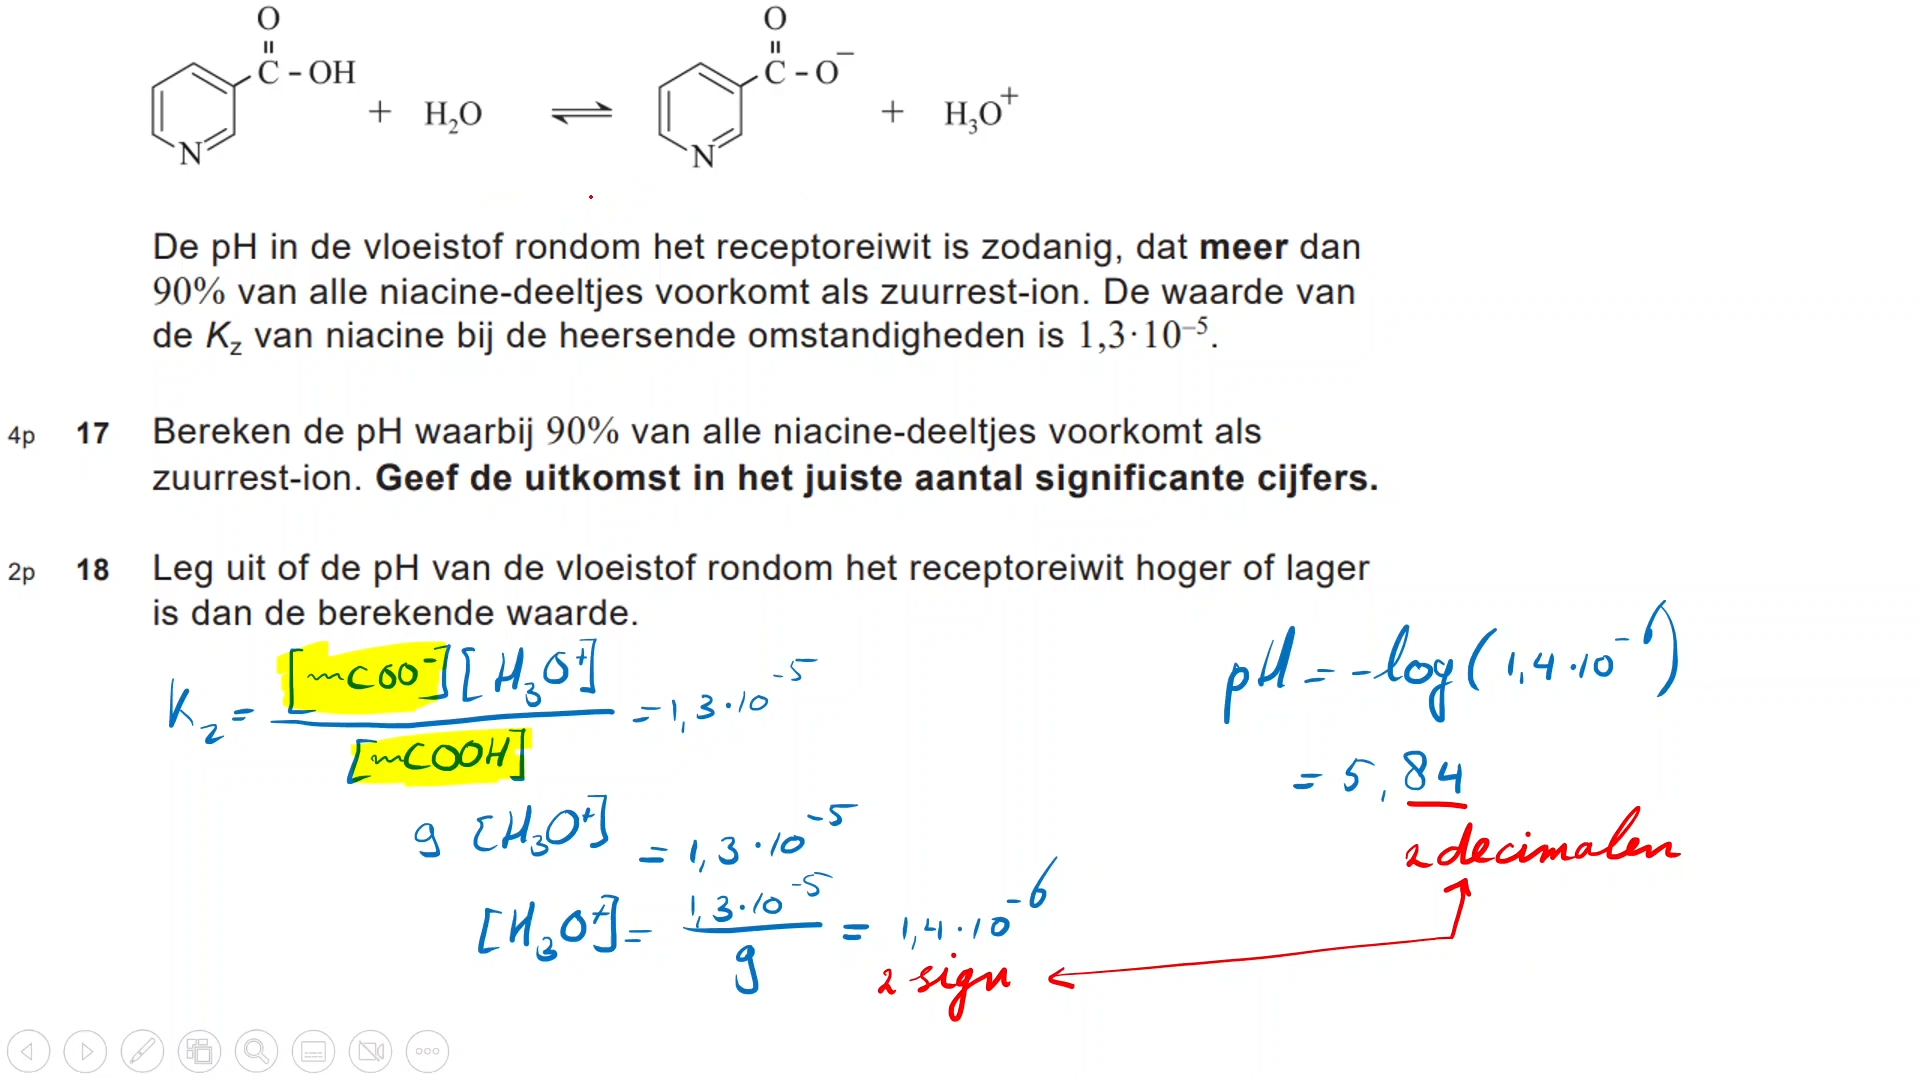 O
C - OH
N
+ H₂O ⇌
O
C - O⁻
N
+ H₃O⁺
De pH in de vloeistof rondom het receptoreiwit is zodanig, dat meer dan
90% van alle niacine-deeltjes voorkomt als zuurrest-ion. De waarde van
de Kz van niacine bij de heersende omstandigheden is 1,3·10⁻⁵.
4p 17 Bereken de pH waarbij 90% van alle niacine-deeltjes voorkomt als
zuurrest-ion. Geef de uitkomst in het juiste aantal significante cijfers.
2p 18 Leg uit of de pH van de vloeistof rondom het receptoreiwit hoger of lager
is dan de berekende waarde.
Kz = [~COO⁻][H₃O⁺] / [~COOH] = 1,3·10⁻⁵
9 [H₃O⁺] = 1,3·10⁻⁵
[H₃O⁺] = 1,3·10⁻⁵ / 9 = 1,4·10⁻⁶
2 sign
pH = -log(1,4·10⁻⁶)
= 5,84
2 decimalen